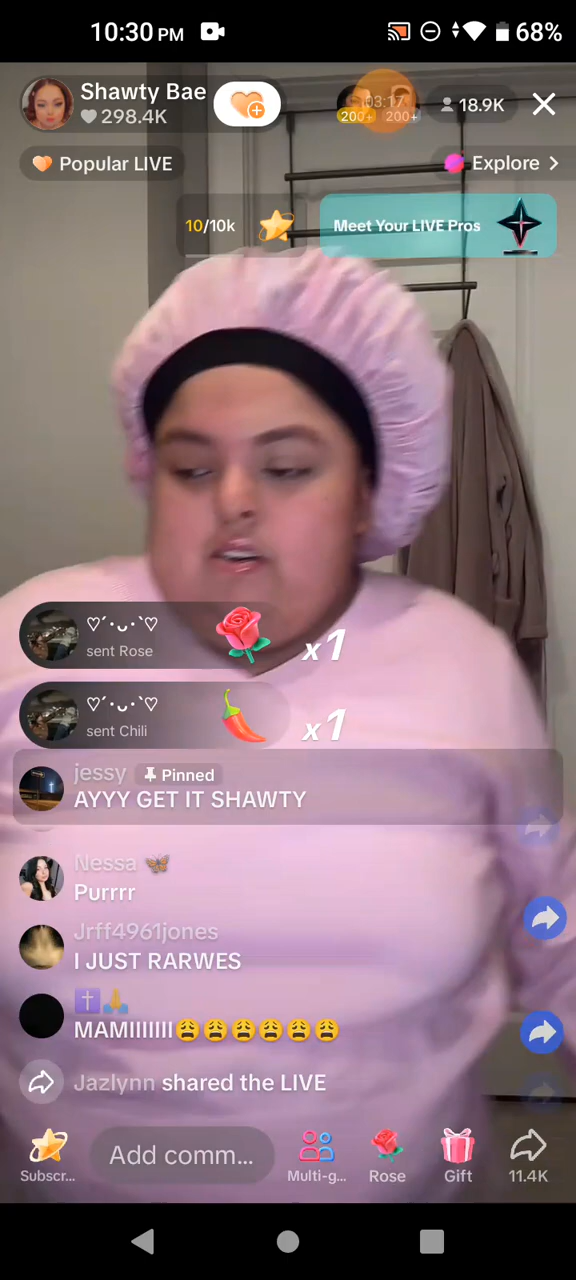 10:30 PM 68%
Shawty Bae
298.4K
03:17
200+ 200+
18.9K
Popular LIVE
Explore >
10/10k
Meet Your LIVE Pros
♡´・ᴗ・`♡
sent Rose
x1
♡´・ᴗ・`♡
sent Chili
x1
jessy Pinned
AYYY GET IT SHAWTY
Nessa 🦋
Purrrr
Jrff4961jones
I JUST RARWES
✝️🙏
MAMIIIIIII😩😩😩😩😩😩
Jazlynn shared the LIVE
Subscr...
Add comm...
Multi-g...
Rose
Gift
11.4K